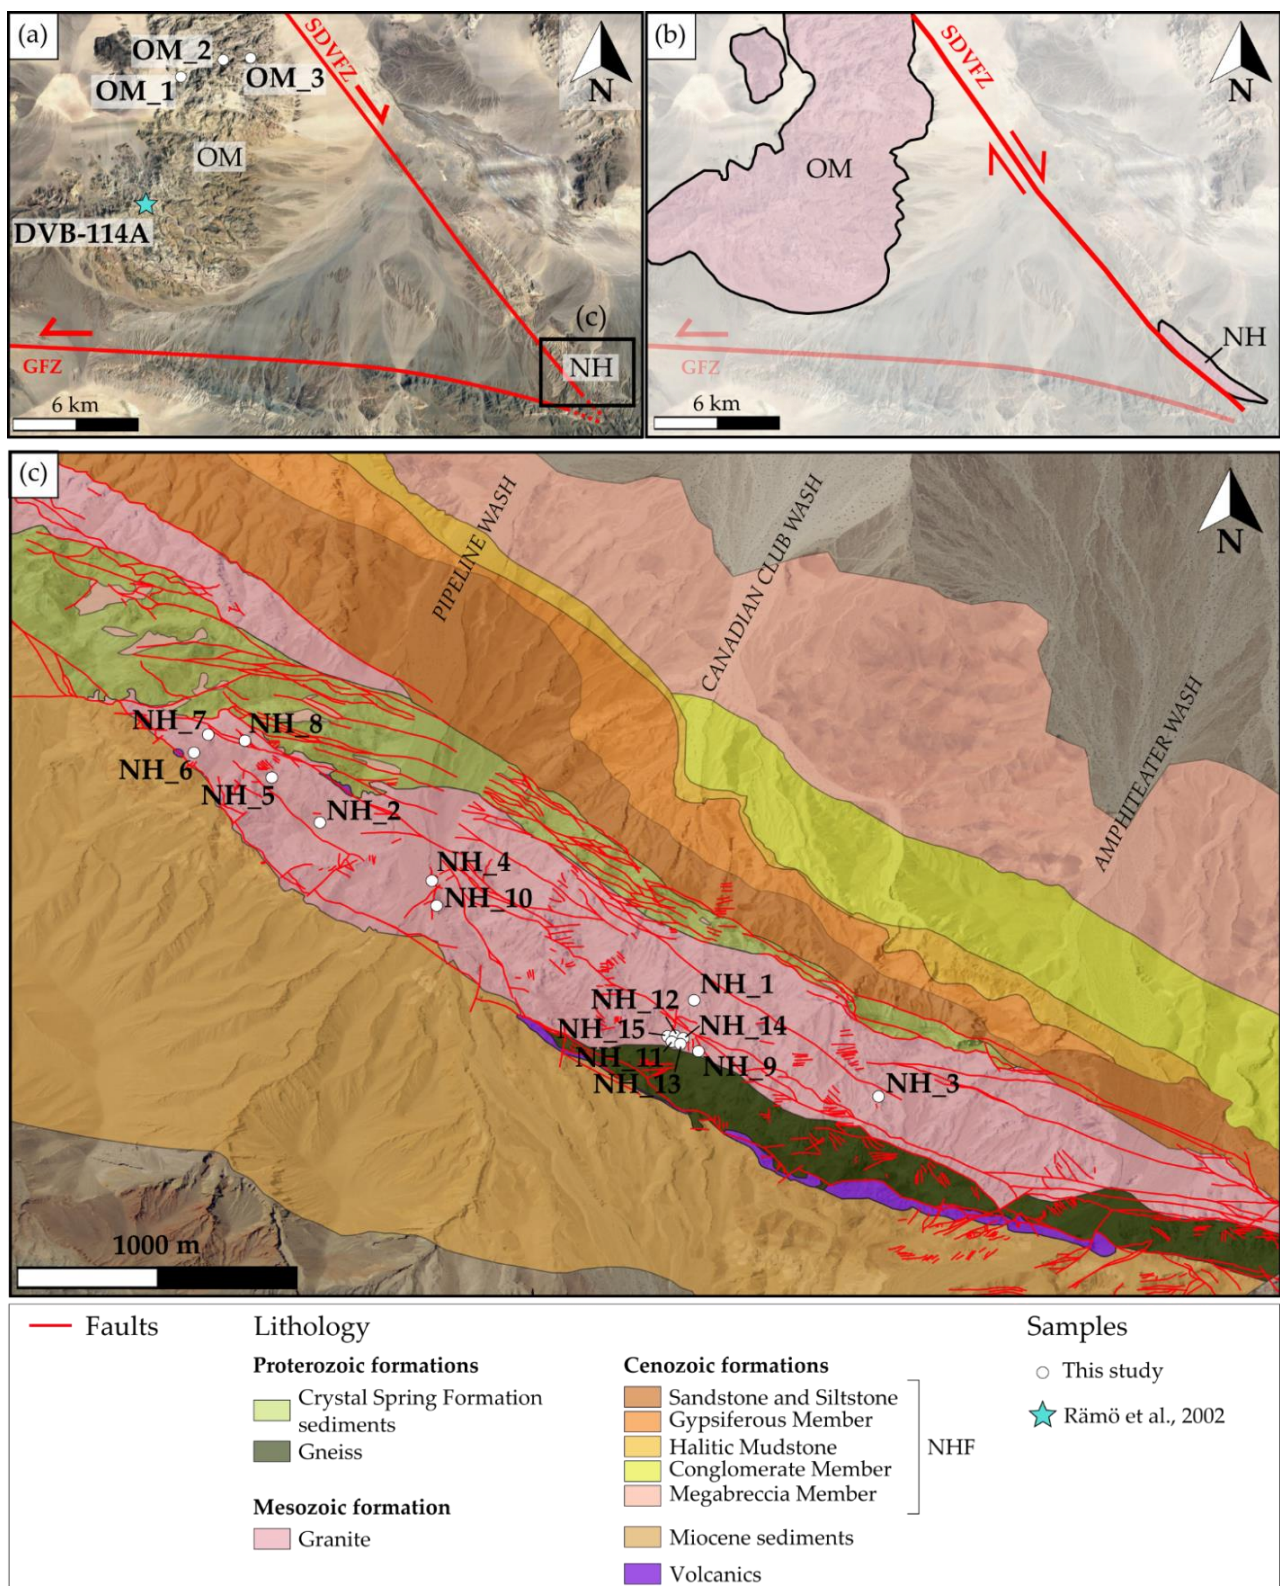 (a)
OM_2
OM_1
OM_3
SDVFZ
N
OM
DVB-114A
(c)
GFZ
NH
6 km
(b)
SDVFZ
N
OM
NH
GFZ
6 km
(c)
PIPELINE WASH
CANADIAN CLUB WASH
AMPHITEATER WASH
N
NH_7
NH_8
NH_6
NH_5
NH_2
NH_4
NH_10
NH_1
NH_12
NH_15
NH_14
NH_11
NH_9
NH_13
NH_3
1000 m
Faults
Lithology
Proterozoic formations
Crystal Spring Formation
sediments
Gneiss
Mesozoic formation
Granite
Cenozoic formations
Sandstone and Siltstone
Gypsiferous Member
Halitic Mudstone
Conglomerate Member
Megabreccia Member
NHF
Miocene sediments
Volcanics
Samples
This study
Rämö et al., 2002